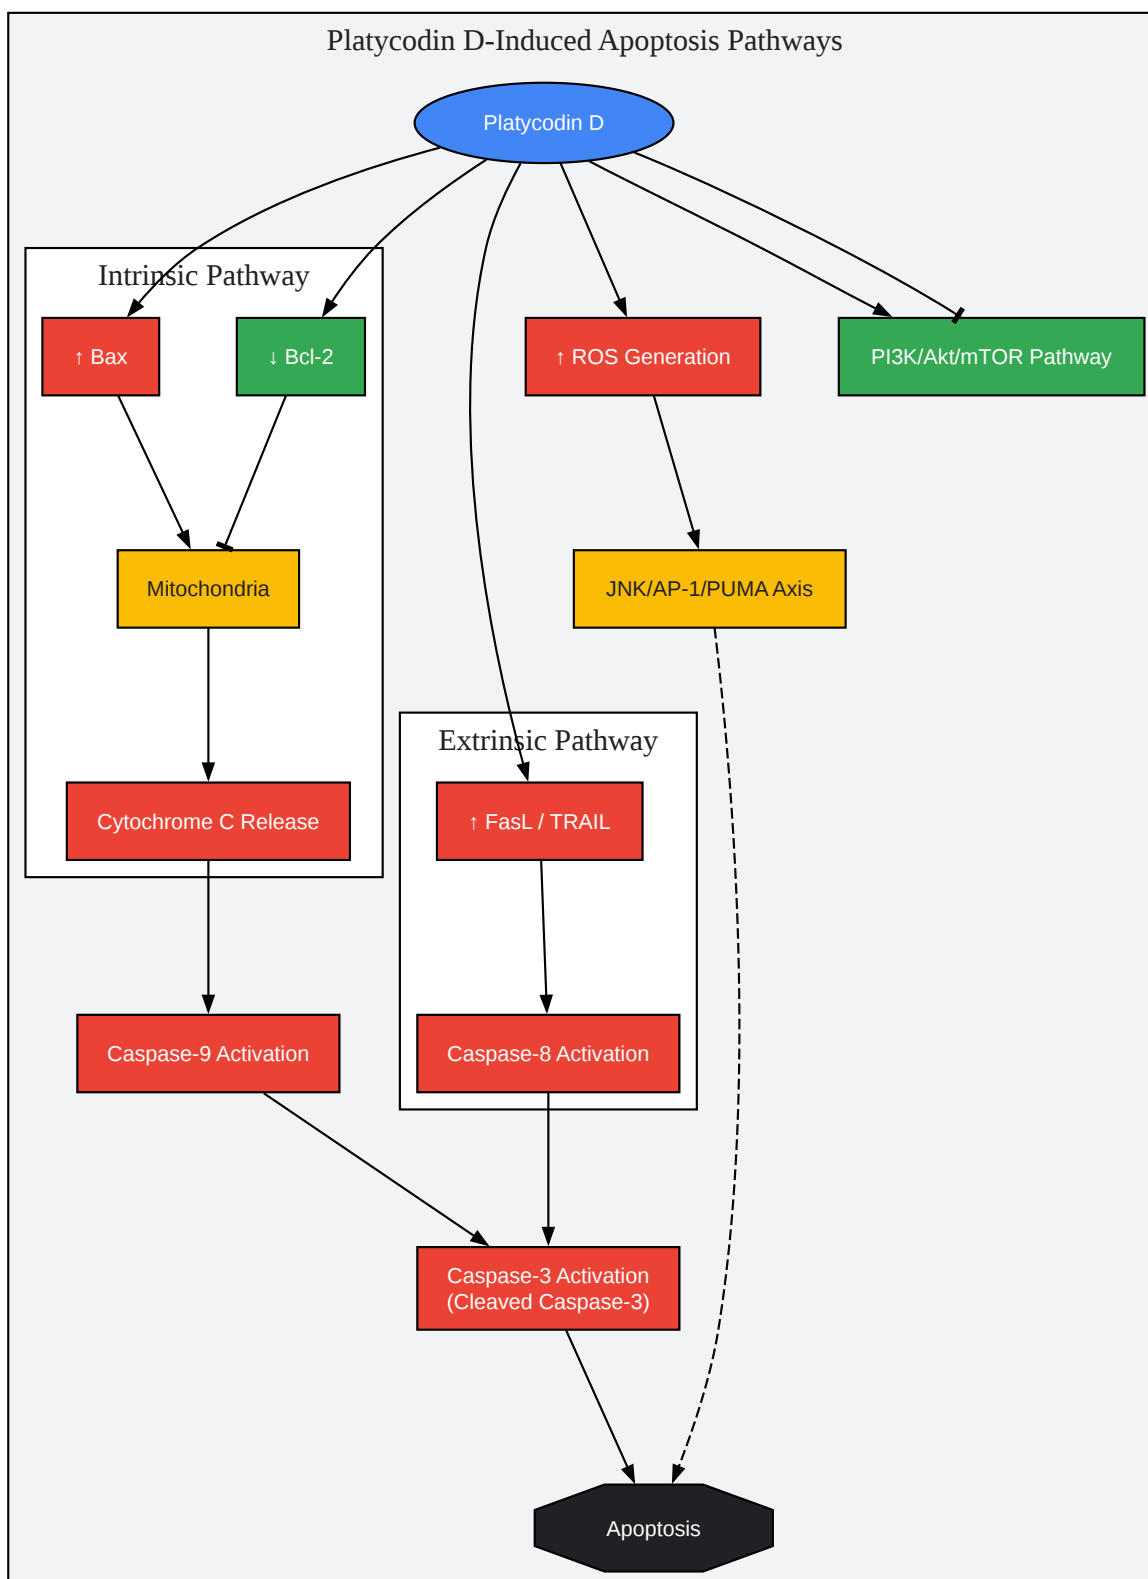 Platycodin D-Induced Apoptosis Pathways
Platycodin D
Intrinsic Pathway
↑ Bax
↓ Bcl-2
↑ ROS Generation
PI3K/Akt/mTOR Pathway
Mitochondria
JNK/AP-1/PUMA Axis
Extrinsic Pathway
Cytochrome C Release
↑ FasL / TRAIL
Caspase-9 Activation
Caspase-8 Activation
Caspase-3 Activation
(Cleaved Caspase-3)
Apoptosis